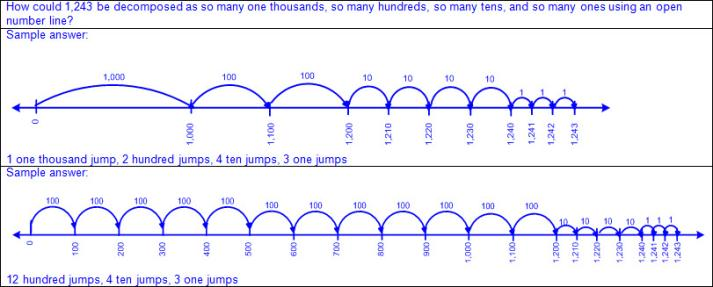 How could 1,243 be decomposed as so many one thousands, so many hundreds, so many tens, and so many ones using an open
number line?
Sample answer:
1,000 100 100 10 10 10 10 1 1 1
0 1,000 1,100 1,200 1,210 1,220 1,230 1,240 1,241 1,242 1,243
1 one thousand jump, 2 hundred jumps, 4 ten jumps, 3 one jumps
Sample answer:
100 100 100 100 100 100 100 100 100 100 100 100 10 10 10 10 1 1 1
0 100 200 300 400 500 600 700 800 900 1,000 1,100 1,200 1,210 1,220 1,230 1,240 1,241 1,242 1,243
12 hundred jumps, 4 ten jumps, 3 one jumps